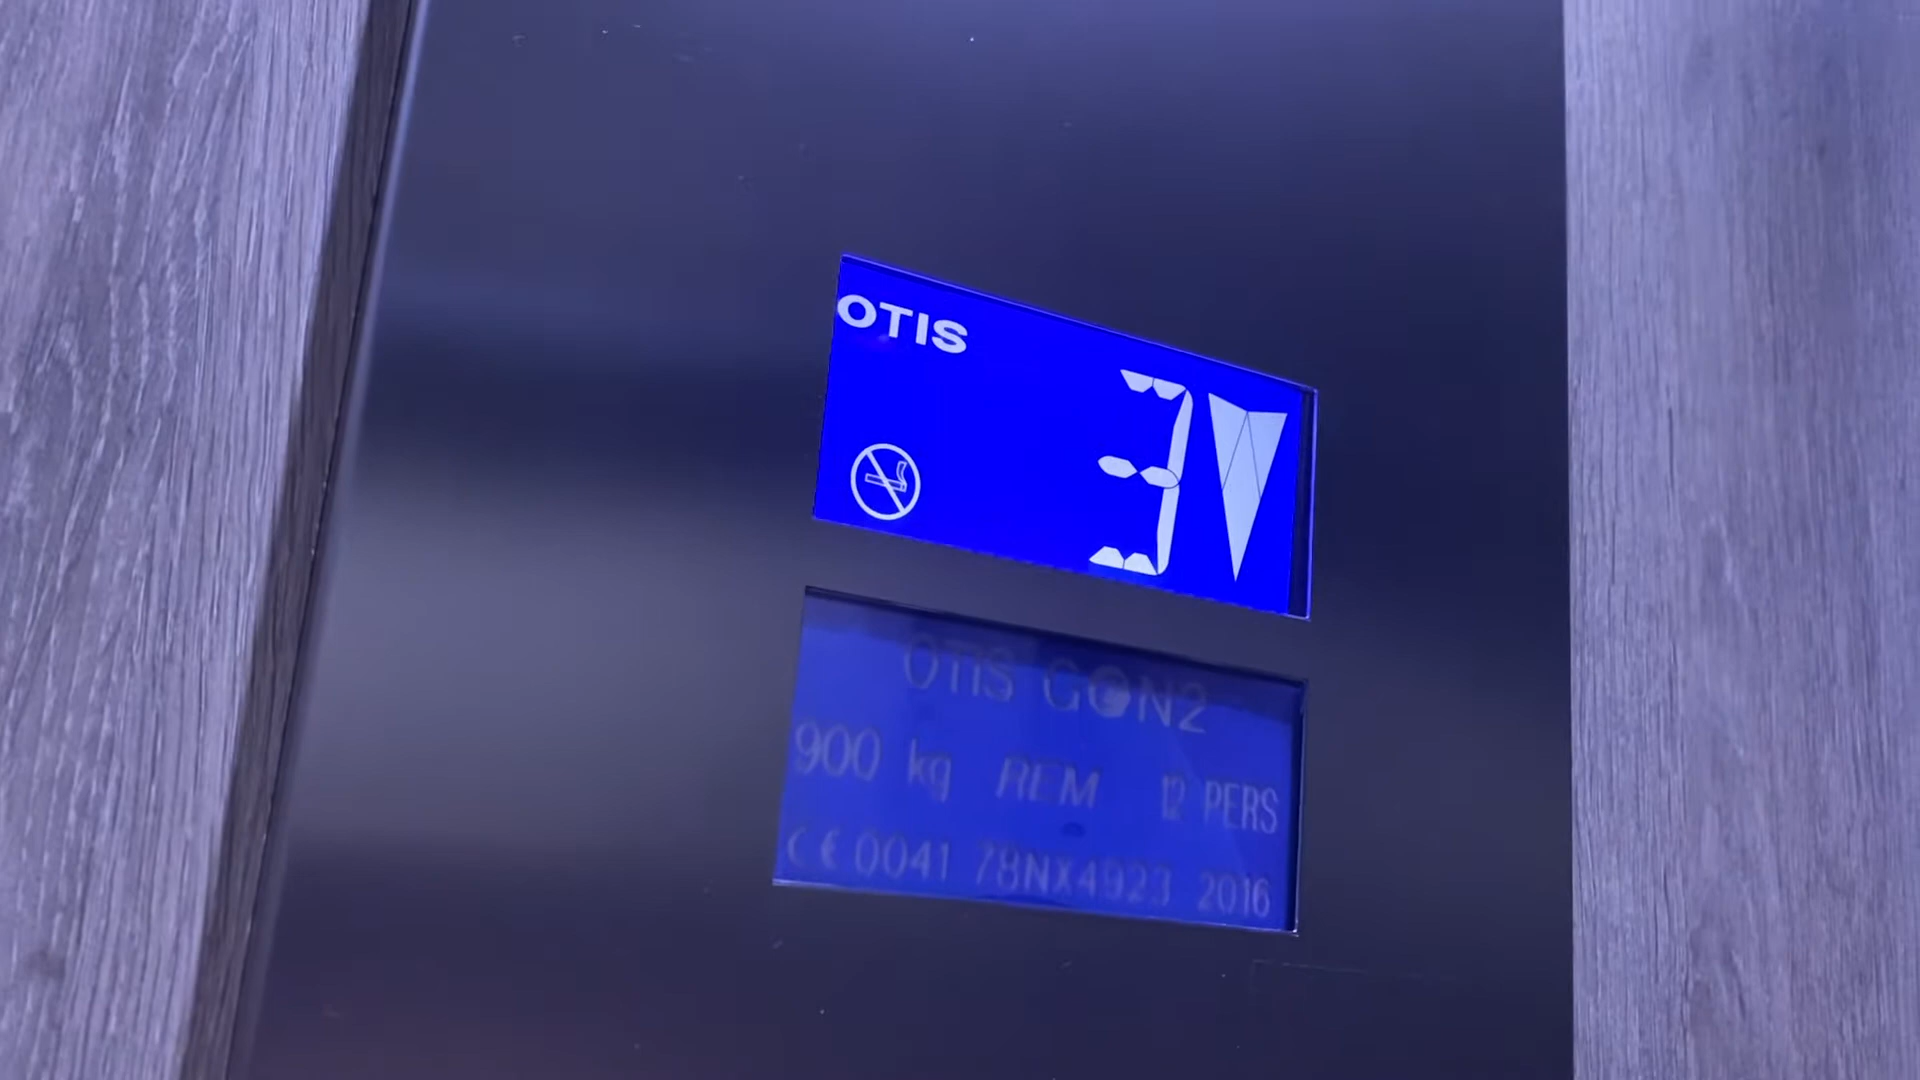 OTIS
3
OTIS GEN2
900 kg REM 12 PERS
CE 0041 78NX4923 2016